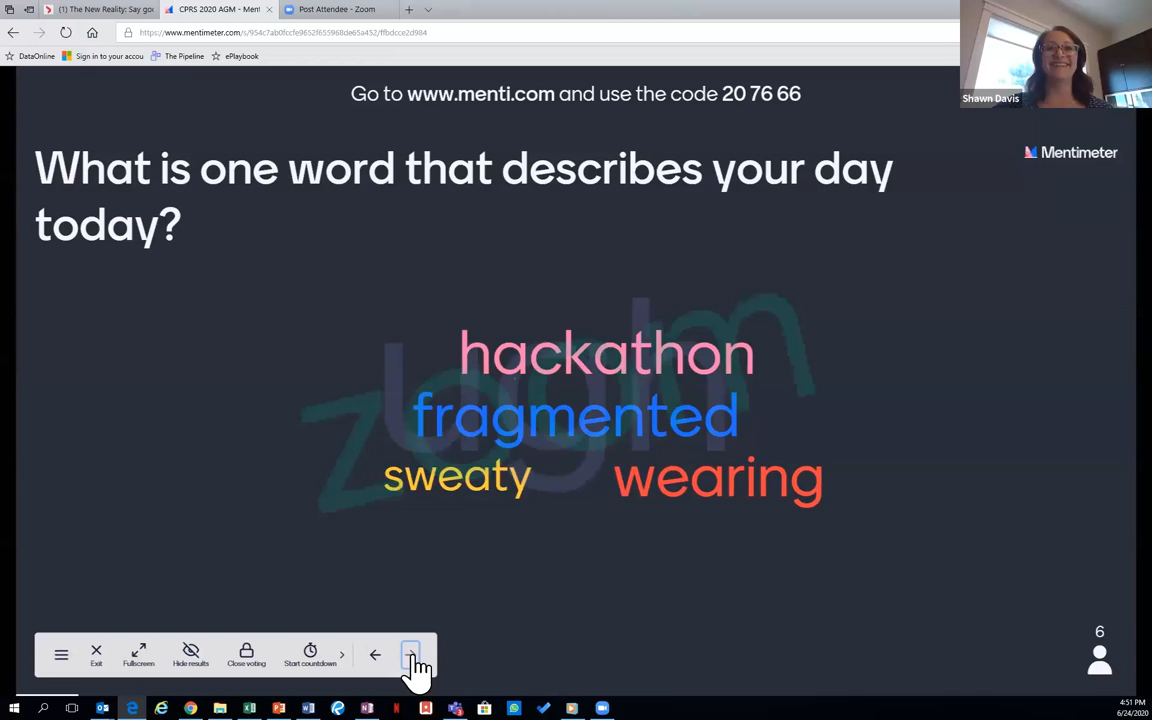 (1) The New Reality: Say goo
CPRS 2020 AGM - Menti
Post Attendee - Zoom
https://www.mentimeter.com/s/954c7ab0fccfe9652f655968de65a452/ffbdcce2d984
DataOnline
Sign in to your accou
The Pipeline
ePlaybook
Shawn Davis
Go to www.menti.com and use the code 20 76 66
Mentimeter
What is one word that describes your day
today?
hackathon
fragmented
sweaty
wearing
Exit
Fullscreen
Hide results
Close voting
Start countdown
6
4:51 PM
6/24/2020